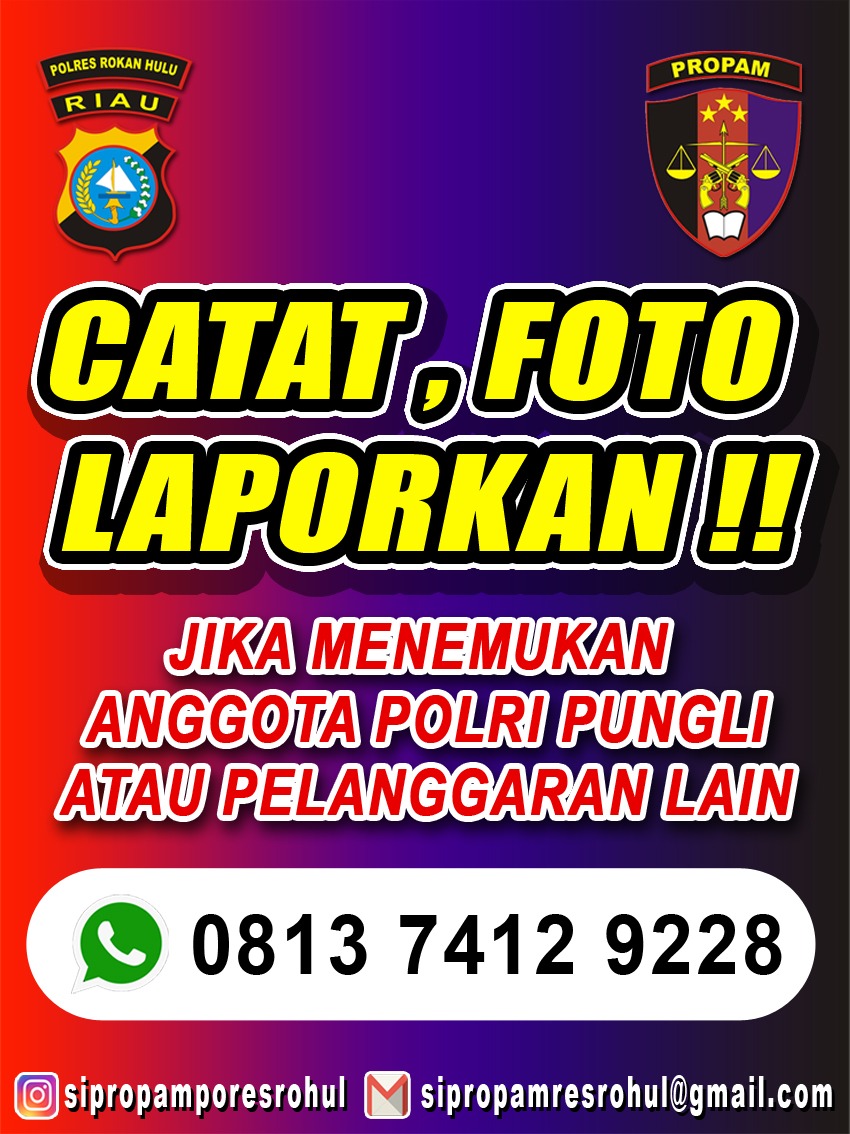 POLRES ROKAN HULU
RIAU
PROPAM
CATAT , FOTO
LAPORKAN !!
JIKA MENEMUKAN
ANGGOTA POLRI PUNGLI
ATAU PELANGGARAN LAIN
0813 7412 9228
sipropamporesrohul
sipropamresrohul@gmail.com